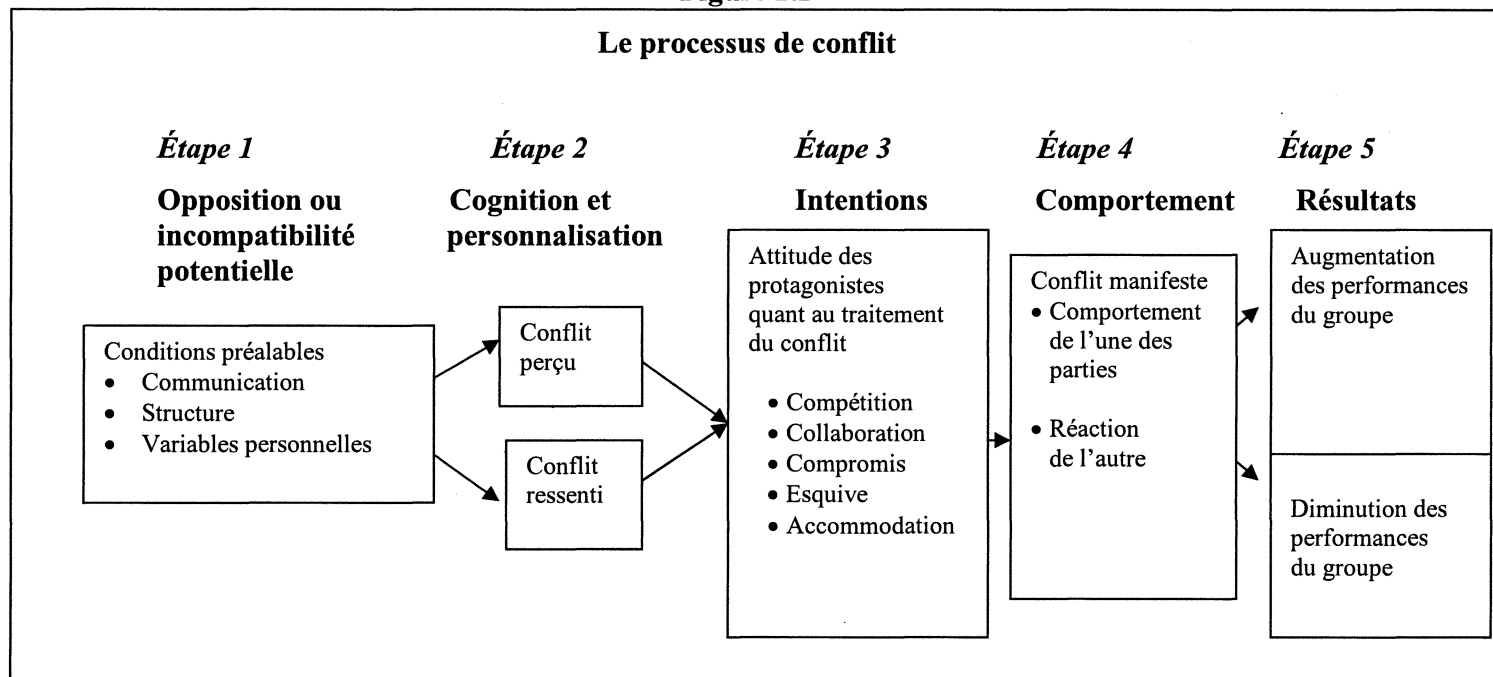 Le processus de conflit
Étape 1
Opposition ou
incompatibilité
potentielle
Conditions préalables
• Communication
• Structure
• Variables personnelles
Étape 2
Cognition et
personnalisation
Conflit
perçu
Conflit
ressenti
Étape 3
Intentions
Attitude des
protagonistes
quant au traitement
du conflit
• Compétition
• Collaboration
• Compromis
• Esquive
• Accommodation
Étape 4
Comportement
Conflit manifeste
• Comportement
de l’une des
parties
• Réaction
de l’autre
Étape 5
Résultats
Augmentation
des performances
du groupe
Diminution des
performances
du groupe